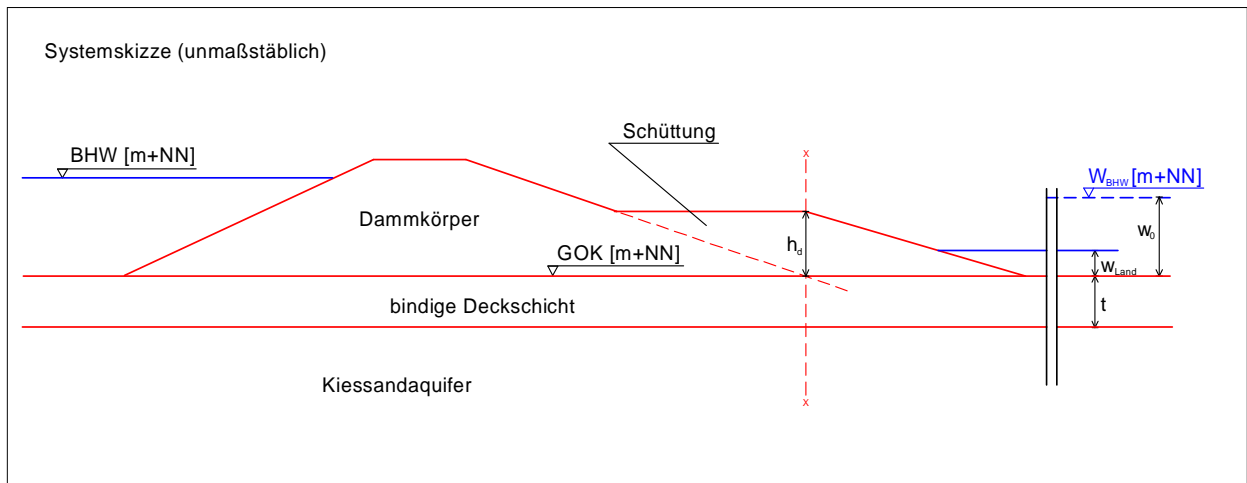 Systemskizze (unmaßstäblich)
Schüttung
x
BHW [m+NN]
W_BHW [m+NN]
Dammkörper
h_d
w_0
GOK [m+NN]
w_Land
bindige Deckschicht
t
Kiessandaquifer
x